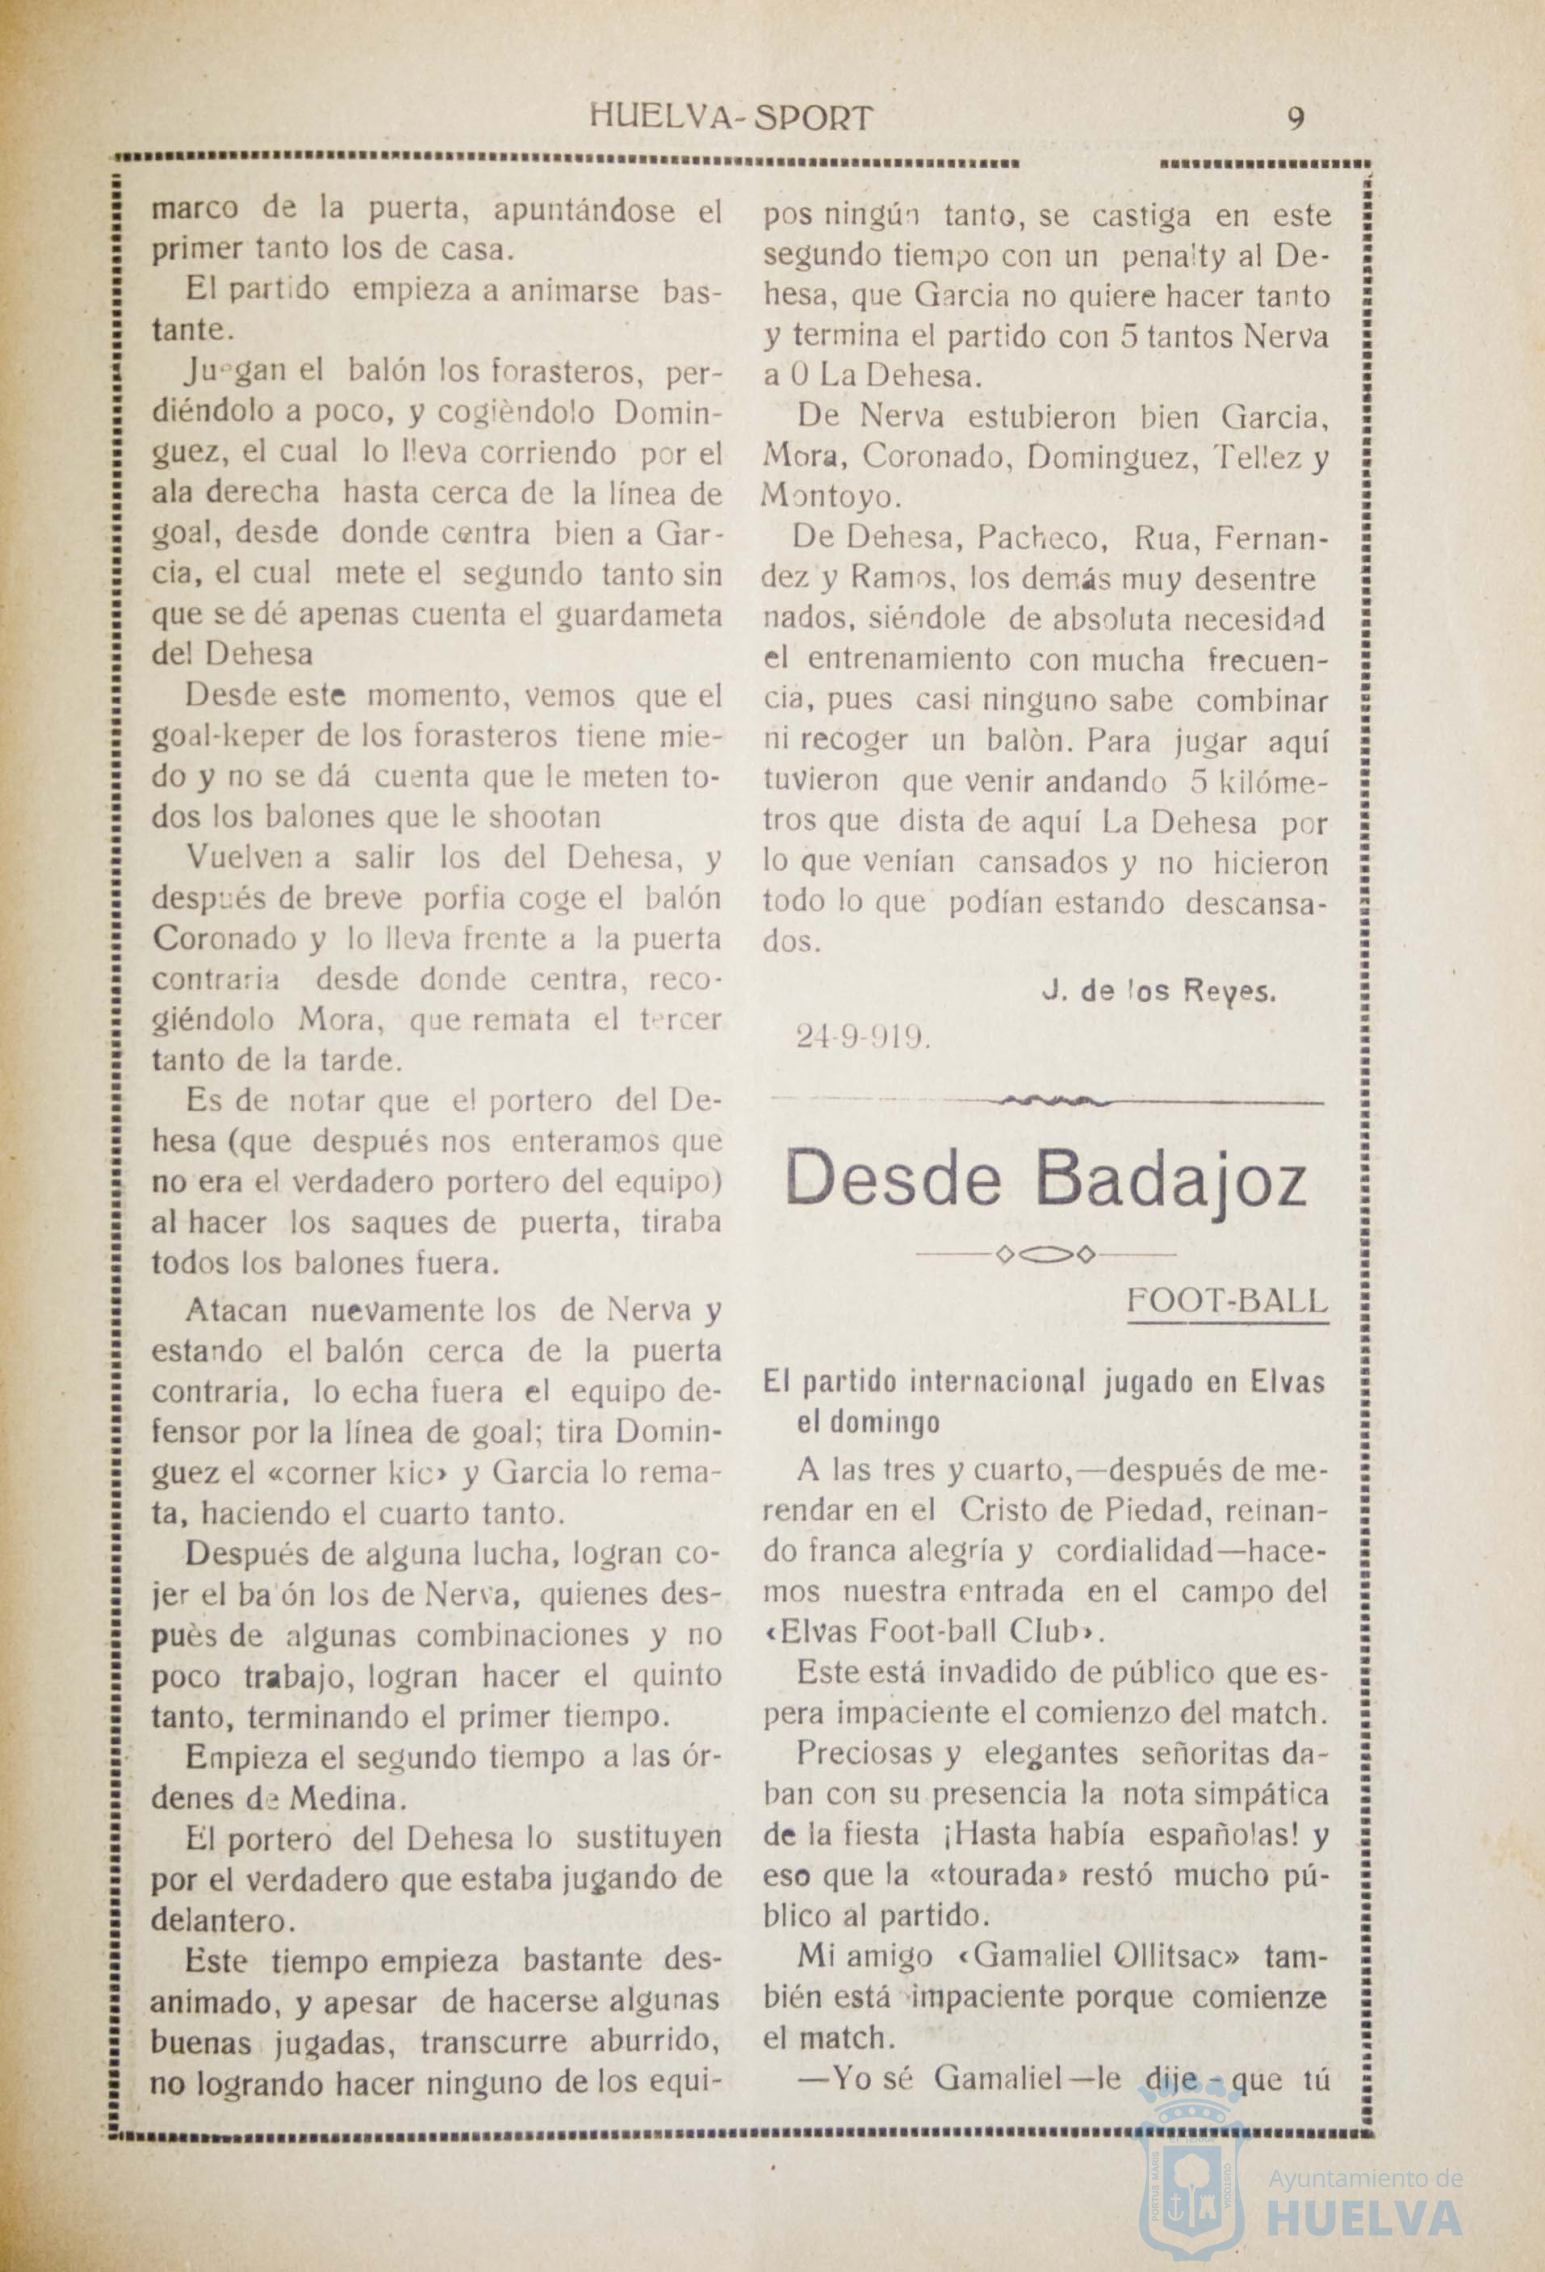 HUELVA-SPORT
9
marco de la puerta, apuntándose el
primer tanto los de casa.
El partido empieza a animarse bas-
tante.
Juegan el balón los forasteros, per-
diéndolo a poco, y cogièndolo Domin-
guez, el cual lo lleva corriendo por el
ala derecha hasta cerca de la línea de
goal, desde donde centra bien a Gar-
cia, el cual mete el segundo tanto sin
que se dé apenas cuenta el guardameta
del Dehesa
Desde este momento, vemos que el
goal-keper de los forasteros tiene mie-
do y no se dá cuenta que le meten to-
dos los balones que le shootan
Vuelven a salir los del Dehesa, y
después de breve porfia coge el balón
Coronado y lo lleva frente a la puerta
contraria desde donde centra, reco-
giéndolo Mora, que remata el tercer
tanto de la tarde.
Es de notar que el portero del De-
hesa (que después nos enteramos que
no era el verdadero portero del equipo)
al hacer los saques de puerta, tiraba
todos los balones fuera.
Atacan nuevamente los de Nerva y
estando el balón cerca de la puerta
contraria, lo echa fuera el equipo de-
fensor por la línea de goal; tira Domin-
guez el «corner kic» y Garcia lo rema-
ta, haciendo el cuarto tanto.
Después de alguna lucha, logran co-
jer el balón los de Nerva, quienes des-
puès de algunas combinaciones y no
poco trabajo, logran hacer el quinto
tanto, terminando el primer tiempo.
Empieza el segundo tiempo a las ór-
denes de Medina.
El portero del Dehesa lo sustituyen
por el verdadero que estaba jugando de
delantero.
Este tiempo empieza bastante des-
animado, y apesar de hacerse algunas
buenas jugadas, transcurre aburrido,
no logrando hacer ninguno de los equi-
pos ningún tanto, se castiga en este
segundo tiempo con un penalty al De-
hesa, que Garcia no quiere hacer tanto
y termina el partido con 5 tantos Nerva
a 0 La Dehesa.
De Nerva estubieron bien Garcia,
Mora, Coronado, Dominguez, Tellez y
Montoyo.
De Dehesa, Pacheco, Rua, Fernan-
dez y Ramos, los demás muy desentre
nados, siéndole de absoluta necesidad
el entrenamiento con mucha frecuen-
cia, pues casi ninguno sabe combinar
ni recoger un balòn. Para jugar aquí
tuvieron que venir andando 5 kilóme-
tros que dista de aquí La Dehesa por
lo que venían cansados y no hicieron
todo lo que podían estando descansa-
dos.
J. de los Reyes.
24-9-919.
Desde Badajoz
FOOT-BALL
El partido internacional jugado en Elvas
el domingo
A las tres y cuarto,—después de me-
rendar en el Cristo de Piedad, reinan-
do franca alegría y cordialidad—hace-
mos nuestra entrada en el campo del
«Elvas Foot-ball Club».
Este está invadido de público que es-
pera impaciente el comienzo del match.
Preciosas y elegantes señoritas da-
ban con su presencia la nota simpática
de la fiesta ¡Hasta había españolas! y
eso que la «tourada» restó mucho pú-
blico al partido.
Mi amigo «Gamaliel Ollitsac» tam-
bién está impaciente porque comienze
el match.
—Yo sé Gamaliel—le dije-que tú
PORTUS MARIS
CUSTODIA
Ayuntamiento de
HUELVA